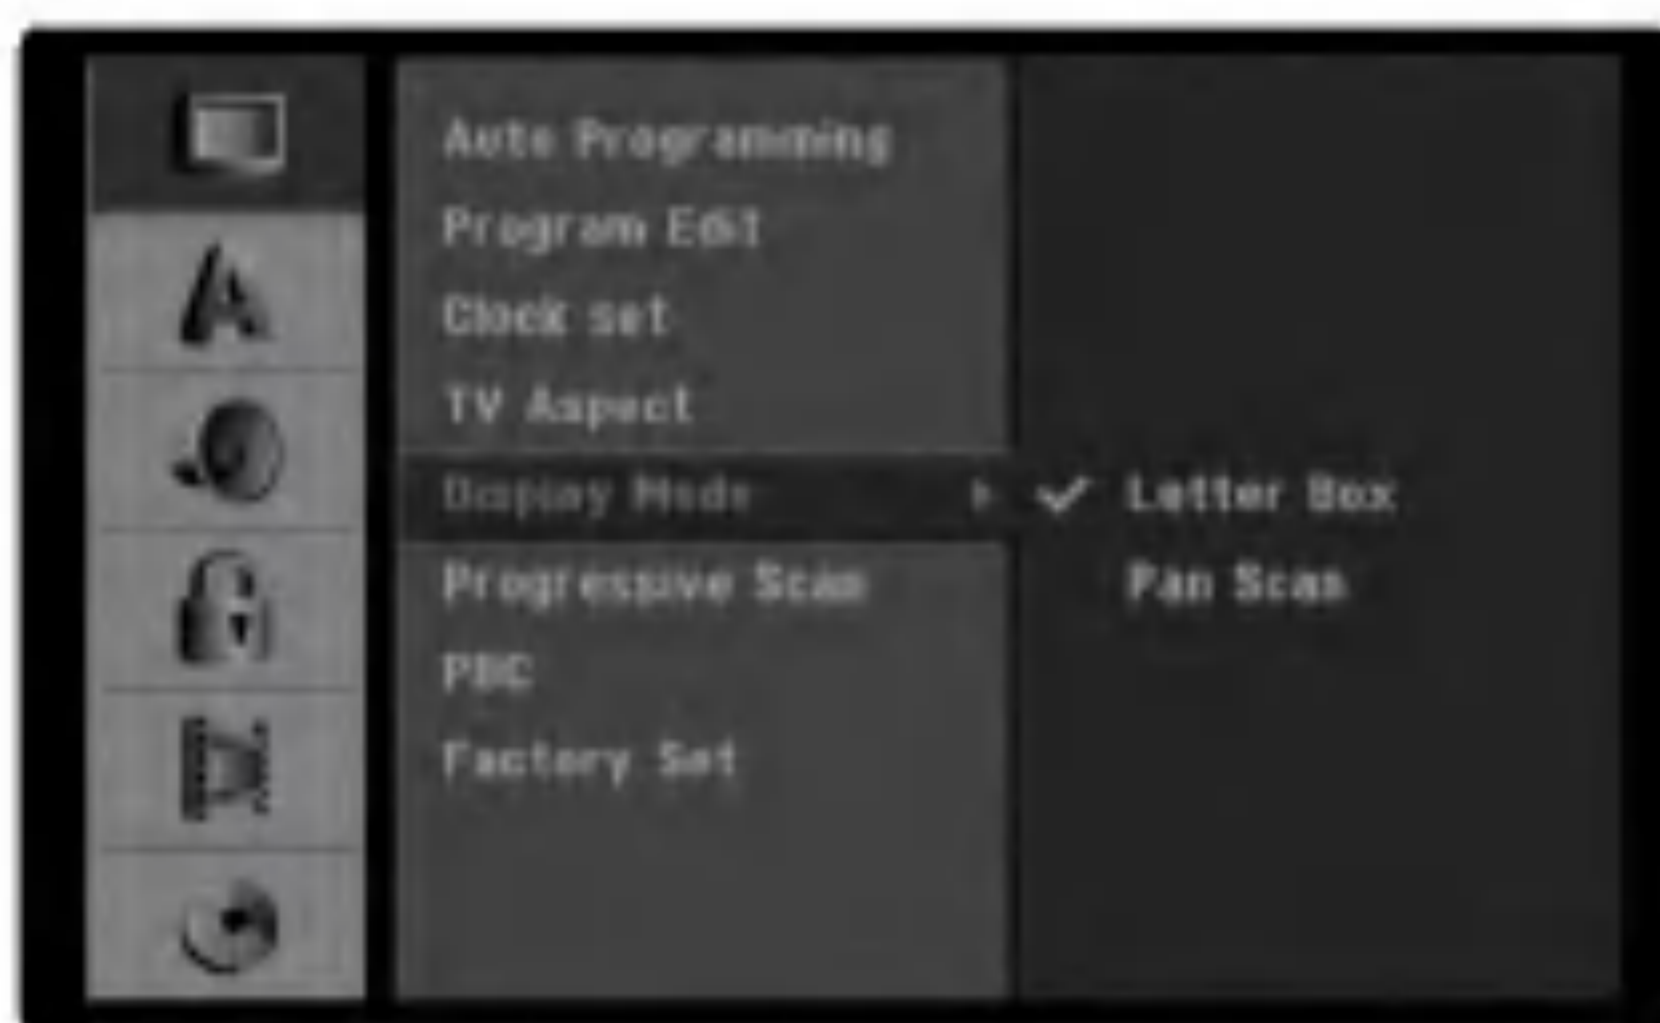 Auto Programming
Program Edit
Clock set
TV Aspect
Display Mode
Letter Box
Pan Scan
Progressive Scan
PBC
Factory Set